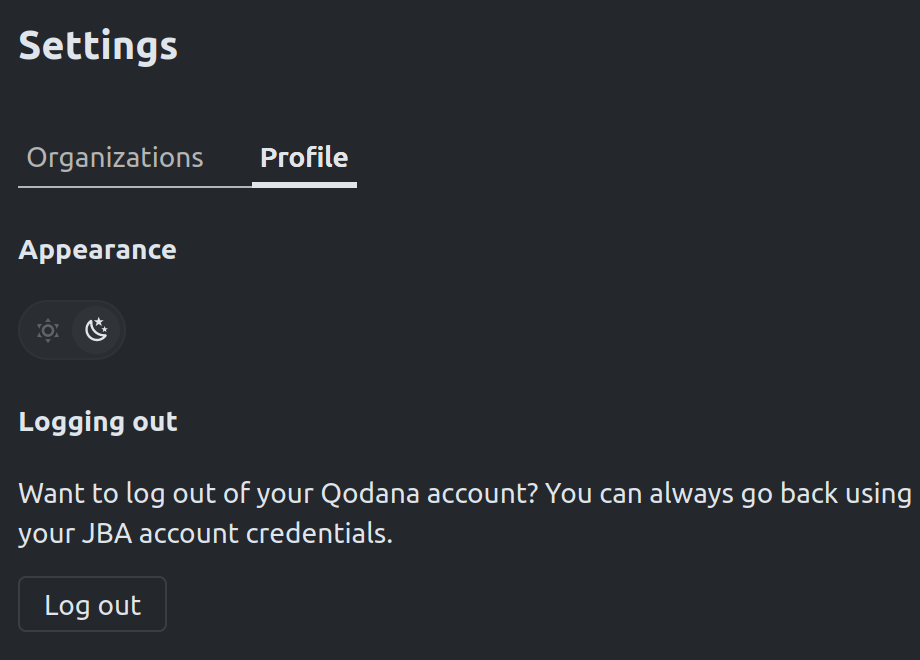 Settings
Organizations
Profile
Appearance
Logging out
Want to log out of your Qodana account? You can always go back using
your JBA account credentials.
Log out